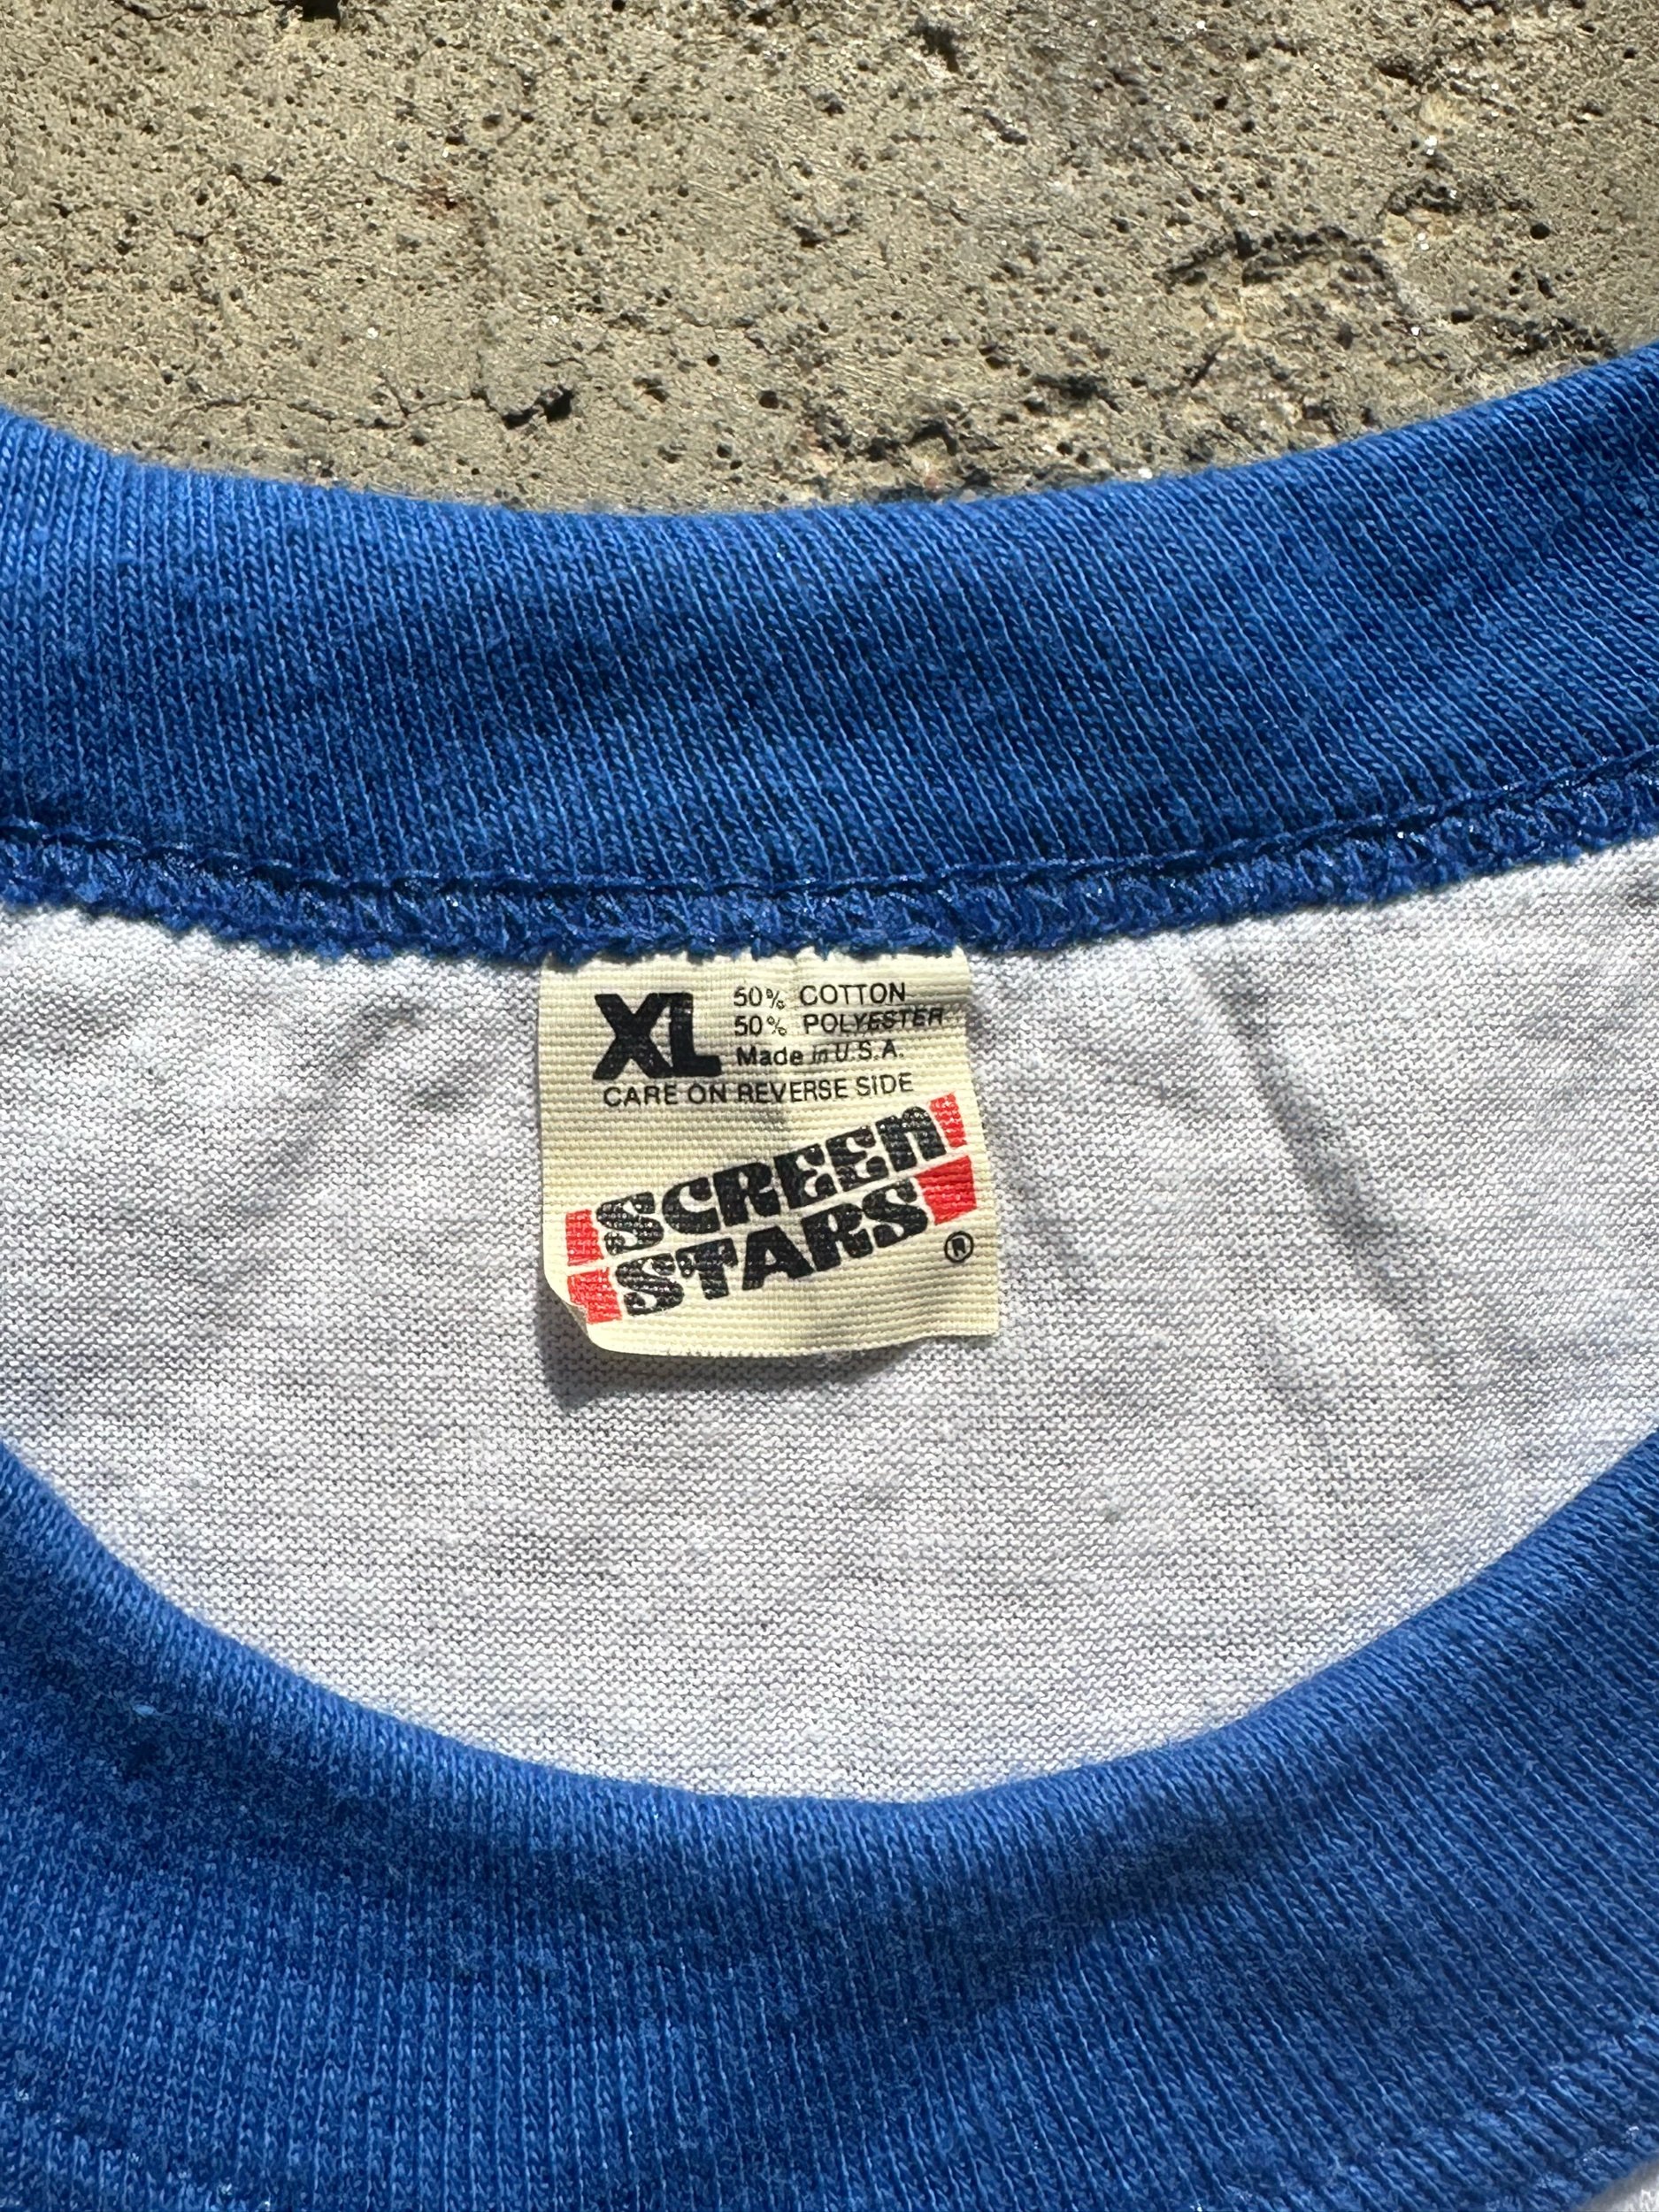 XL
50% COTTON
50% POLYESTER
Made in U.S.A.
CARE ON REVERSE SIDE
SCREEN
STARS
®